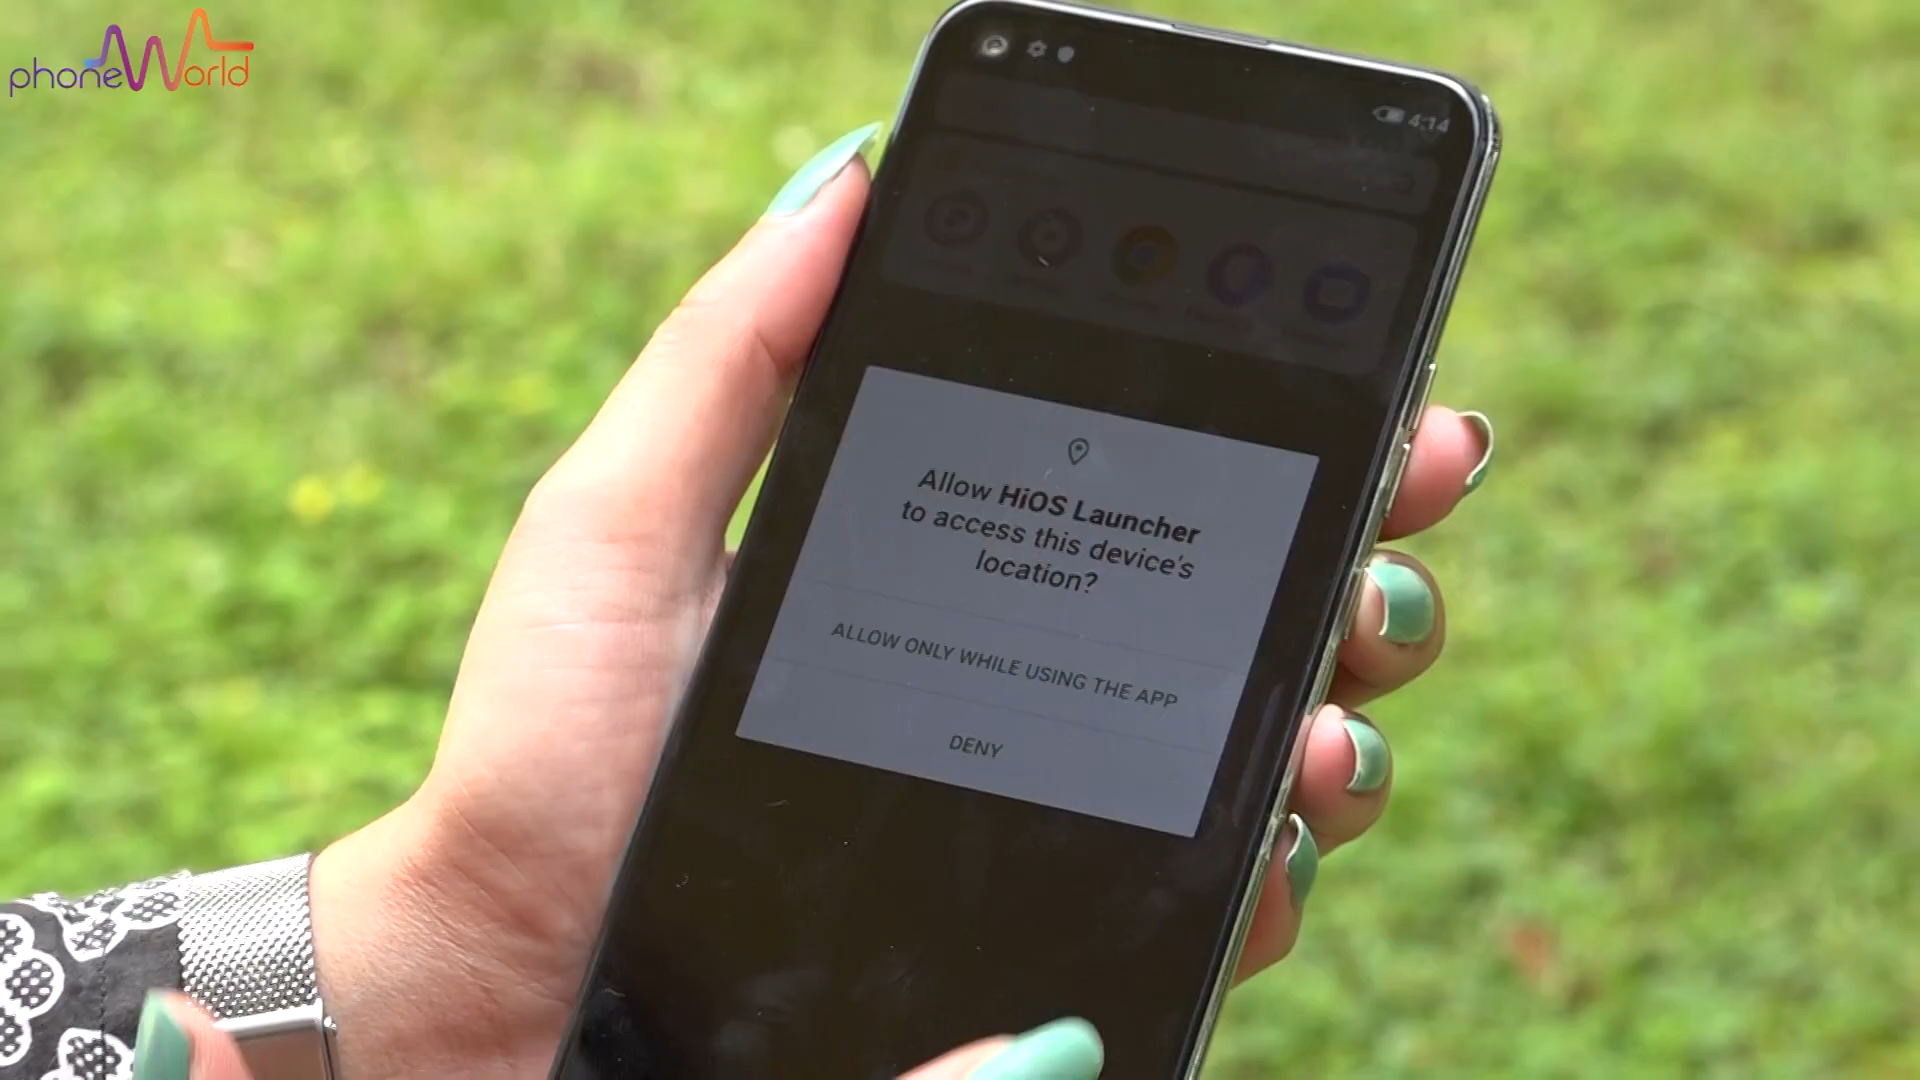 phoneWorld
4:14
Allow HiOS Launcher
to access this device's
location?
ALLOW ONLY WHILE USING THE APP
DENY